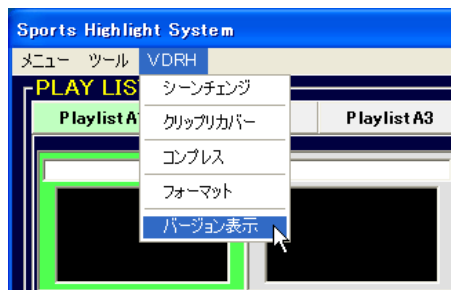 Sports Highlight System
メニュー ツール VDRH
PLAY LIS
シーンチェンジ
Playlist A
クリップリカバー
Playlist A3
コンプレス
フォーマット
バージョン表示